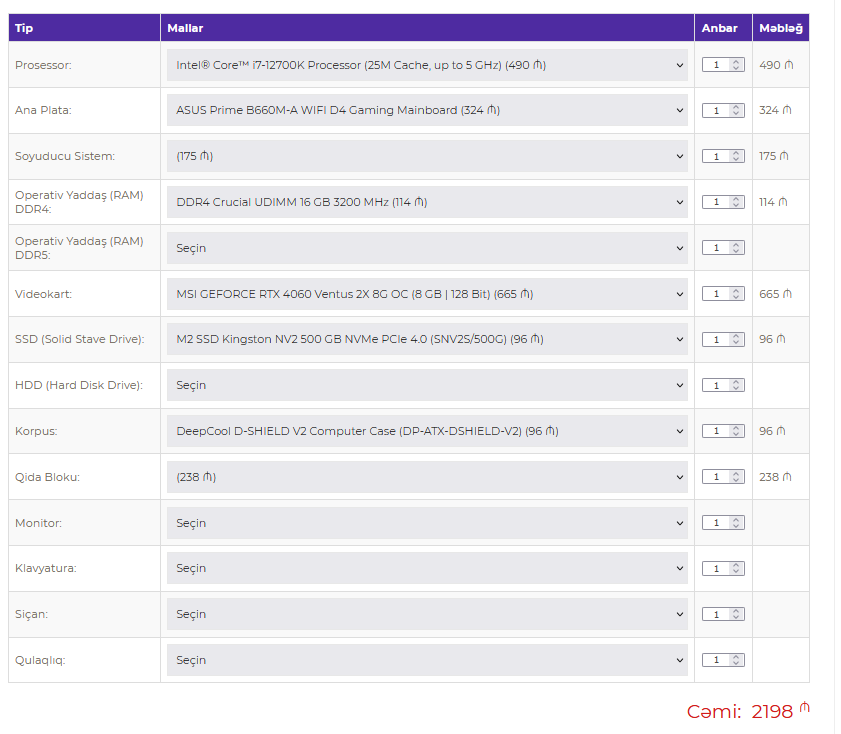 Tip Mallar Anbar Məbləğ
Prosessor: Intel® Core™ i7-12700K Processor (25M Cache, up to 5 GHz) (490 ₼) 1 490 ₼
Ana Plata: ASUS Prime B660M-A WIFI D4 Gaming Mainboard (324 ₼) 1 324 ₼
Soyuducu Sistem: (175 ₼) 1 175 ₼
Operativ Yaddaş (RAM)
DDR4: DDR4 Crucial UDIMM 16 GB 3200 MHz (114 ₼) 1 114 ₼
Operativ Yaddaş (RAM)
DDR5: Seçin 1
Videokart: MSI GEFORCE RTX 4060 Ventus 2X 8G OC (8 GB | 128 Bit) (665 ₼) 1 665 ₼
SSD (Solid Stave Drive): M2 SSD Kingston NV2 500 GB NVMe PCIe 4.0 (SNV2S/500G) (96 ₼) 1 96 ₼
HDD (Hard Disk Drive): Seçin 1
Korpus: DeepCool D-SHIELD V2 Computer Case (DP-ATX-DSHIELD-V2) (96 ₼) 1 96 ₼
Qida Bloku: (238 ₼) 1 238 ₼
Monitor: Seçin 1
Klavyatura: Seçin 1
Siçan: Seçin 1
Qulaqlıq: Seçin 1
Cəmi: 2198 ₼